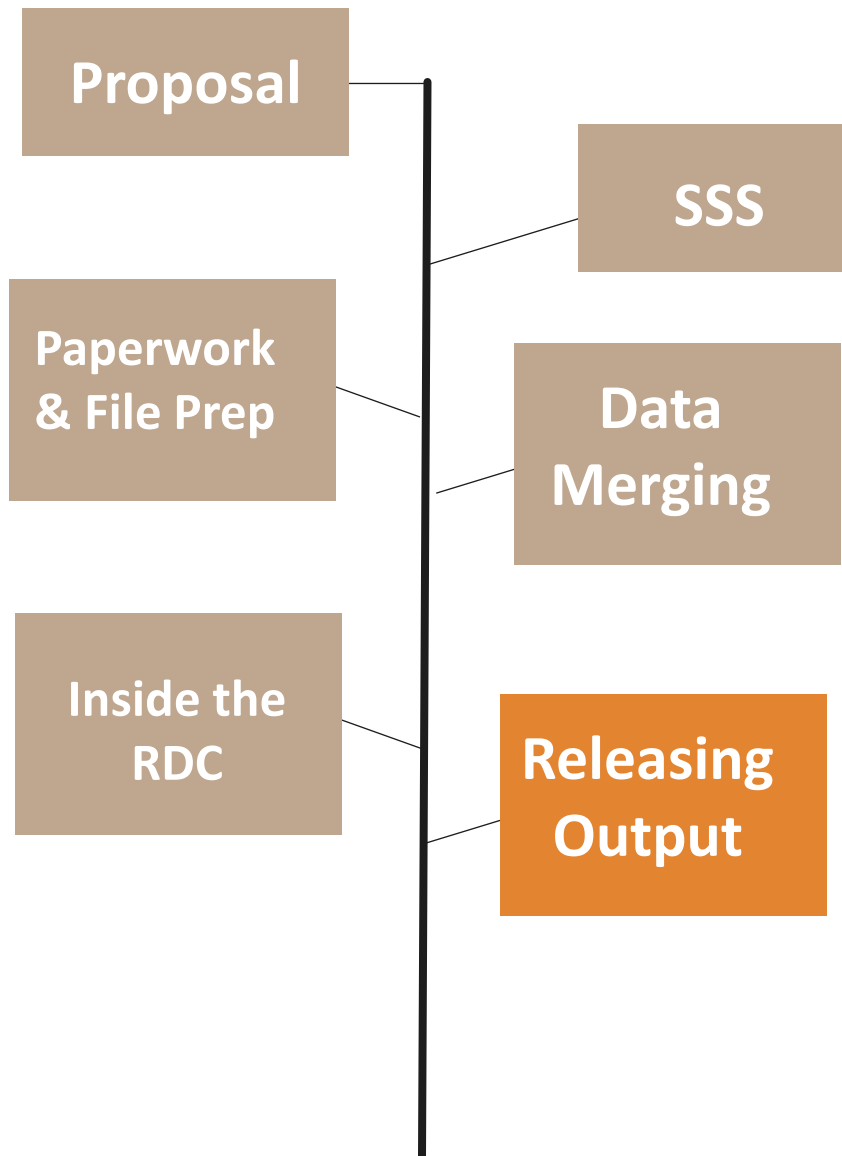 Proposal
SSS
Paperwork
& File Prep
Data
Merging
Inside the
RDC
Releasing
Output